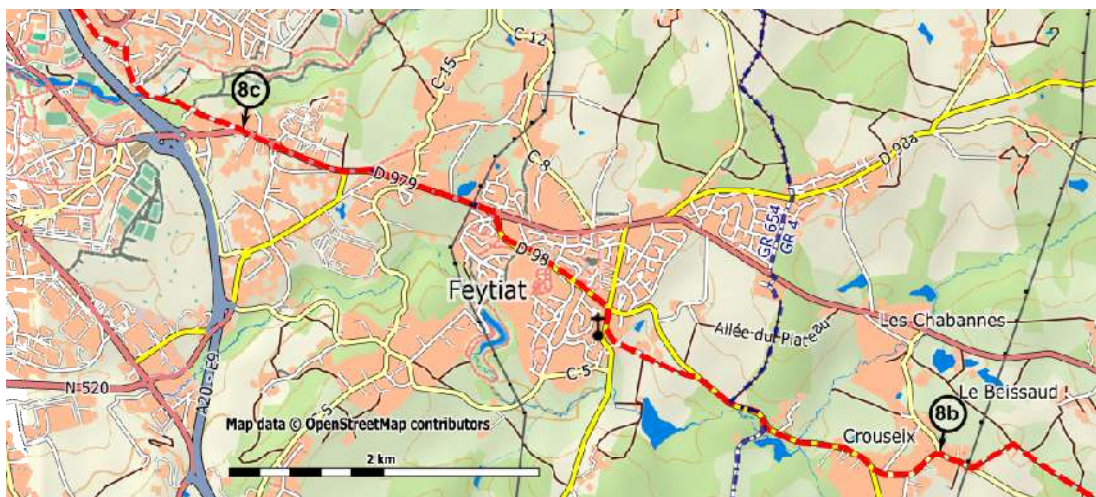 C-12
C-15
8c
C-8
D 979
D 98a
GR 654
GR 4
D 98
Feytiat
Allée du Plateau
Les Chabannes
C-5
N 520
A20 - E9
C-5
Le Beissaud
8b
Crouseix
Map data © OpenStreetMap contributors
2 km